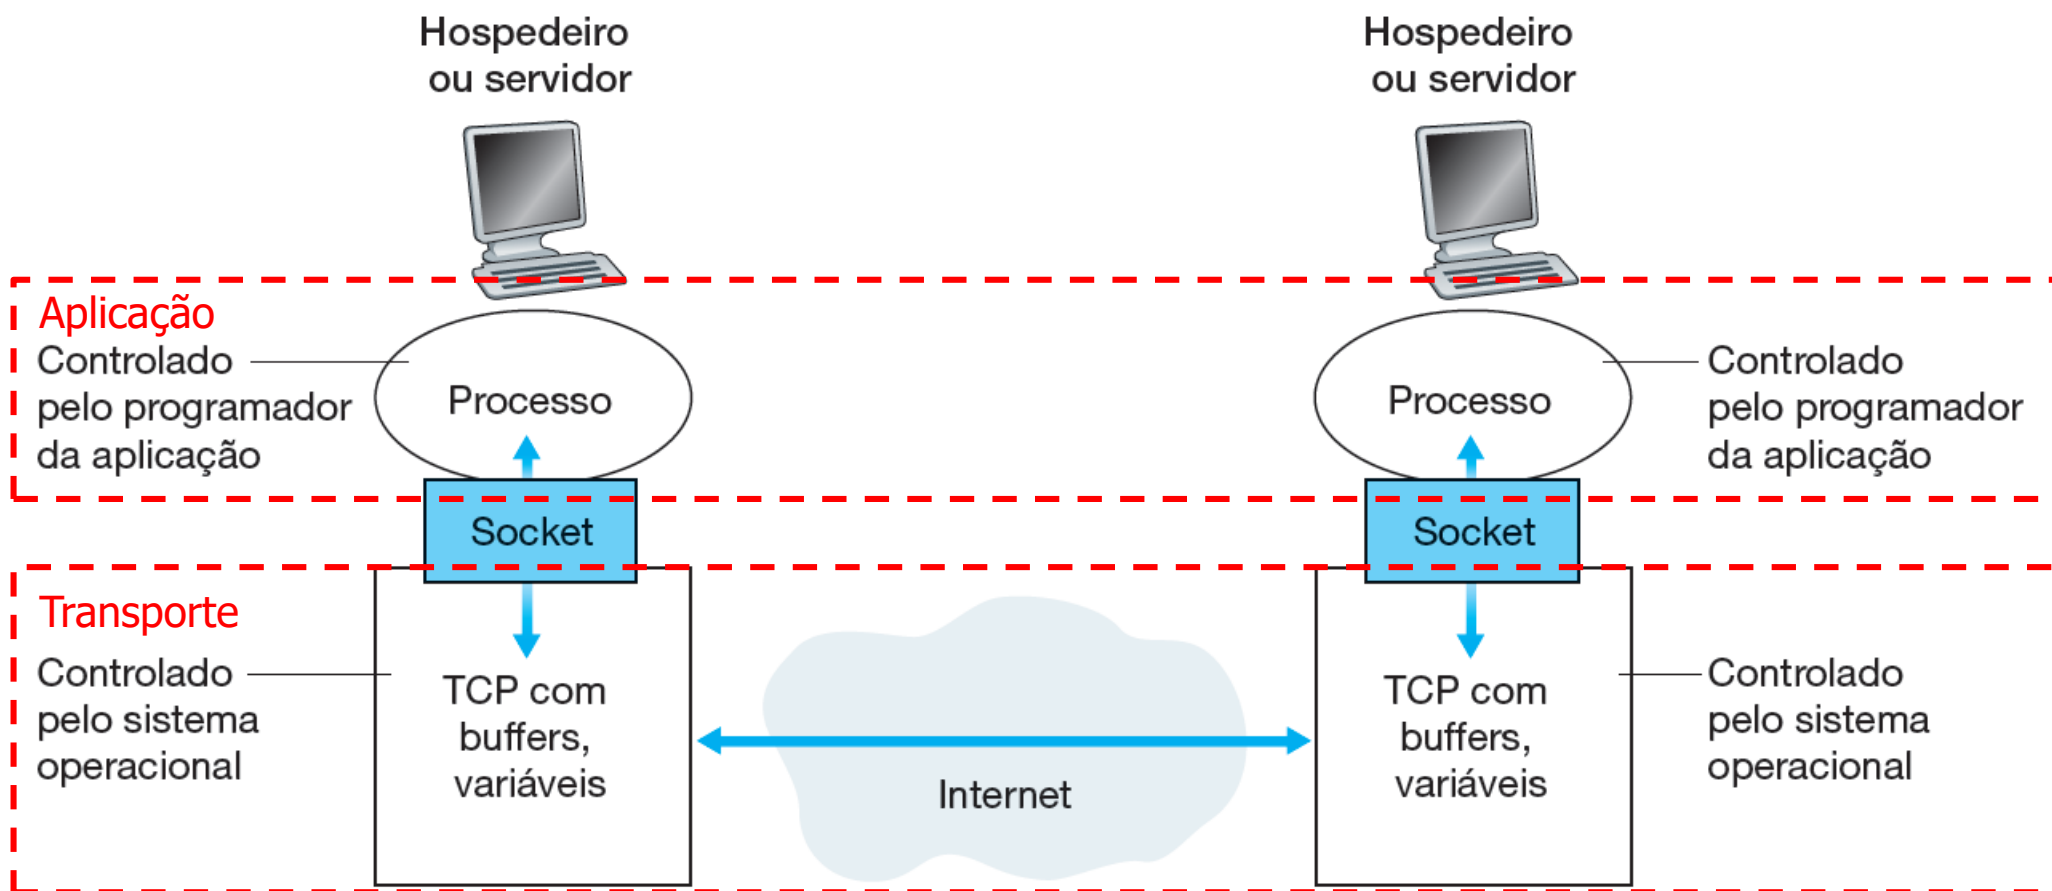 Hospedeiro
ou servidor
Hospedeiro
ou servidor
Aplicação
Controlado
pelo programador
da aplicação
Processo
Processo
Controlado
pelo programador
da aplicação
Socket
Socket
Transporte
Controlado
pelo sistema
operacional
TCP com
buffers,
variáveis
Internet
TCP com
buffers,
variáveis
Controlado
pelo sistema
operacional